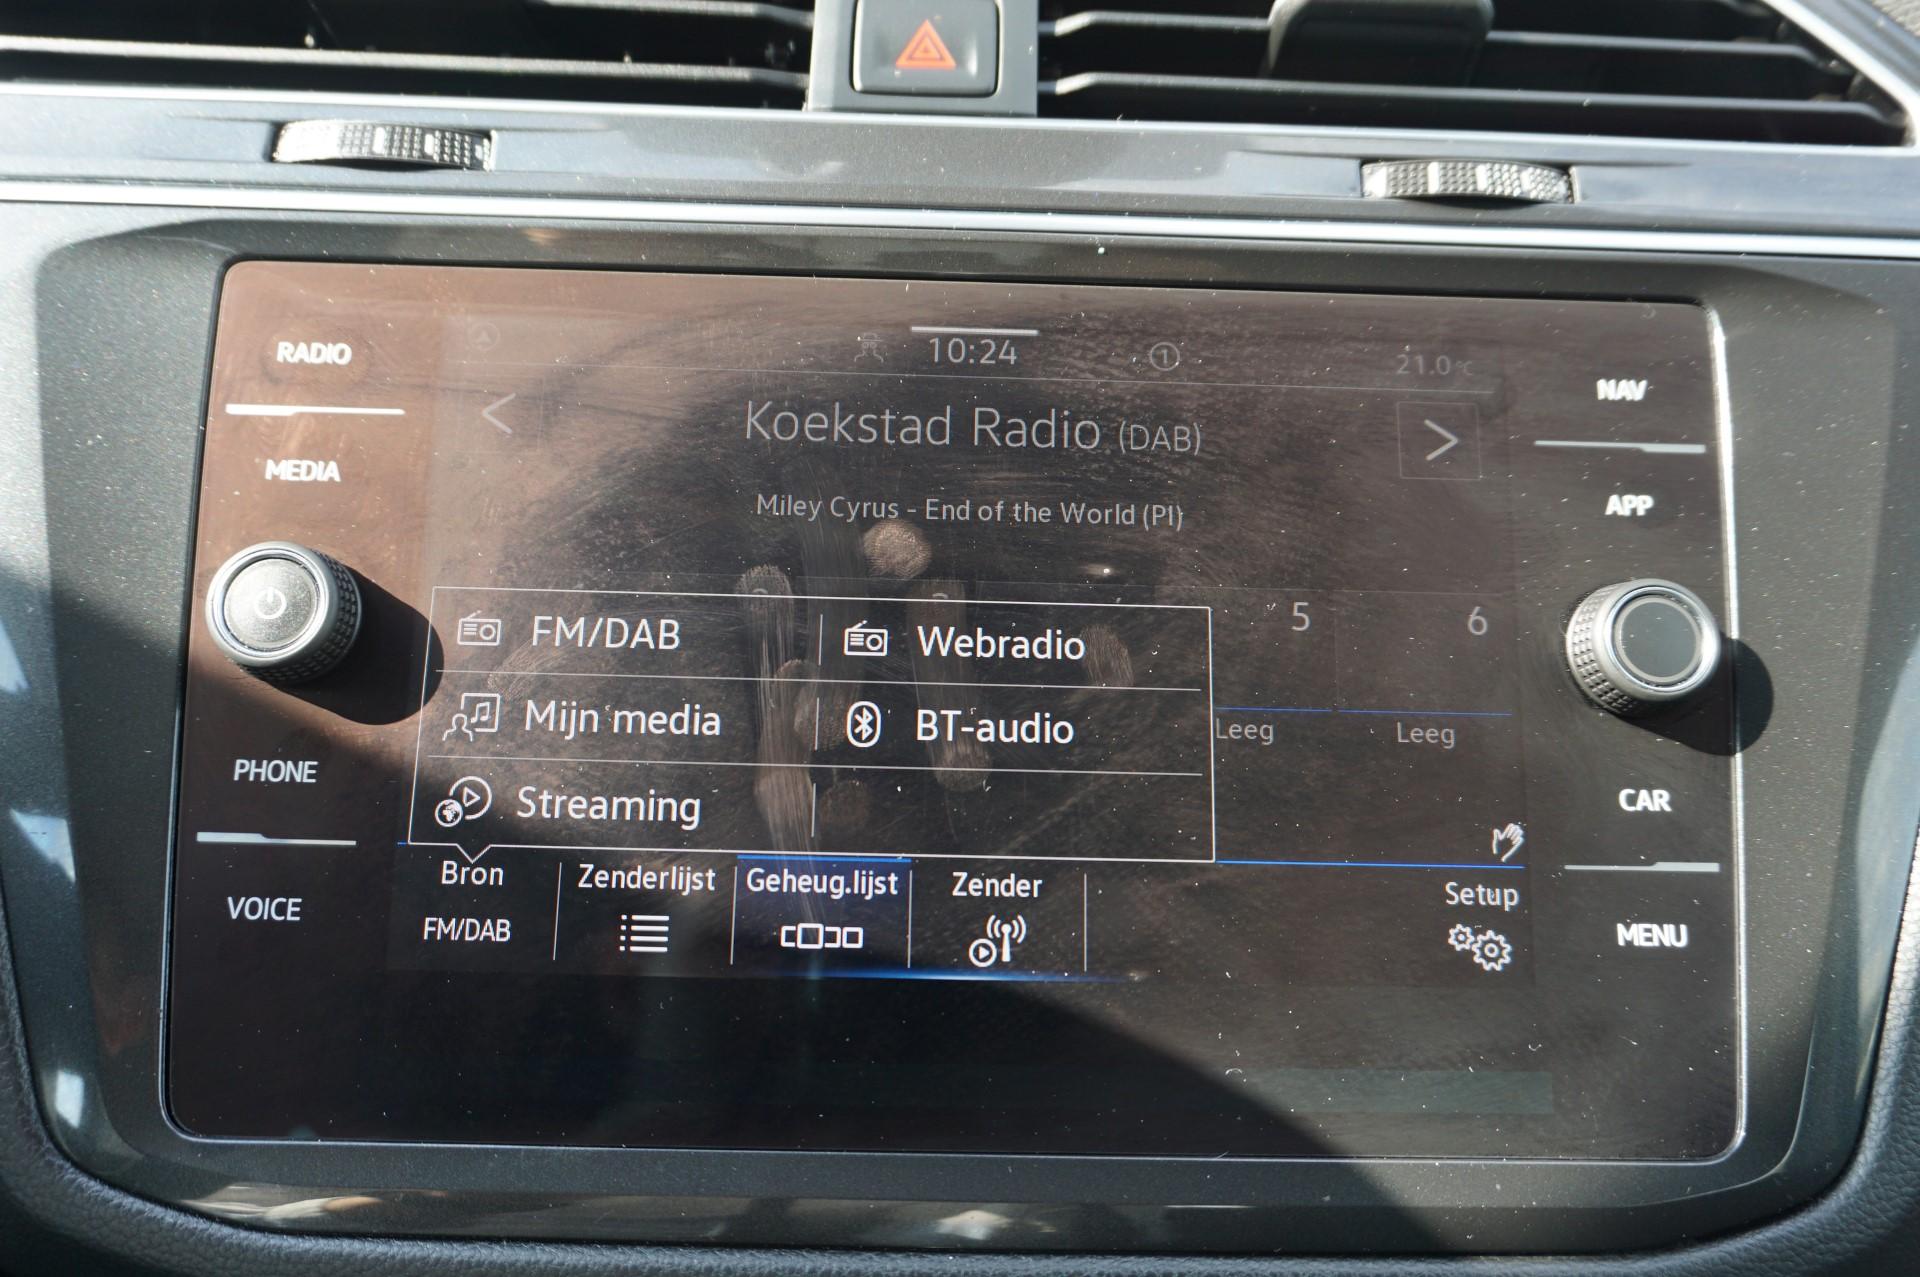 RADIO
MEDIA
PHONE
VOICE
NAV
APP
CAR
MENU
10:24
1
21.0 °C
< Koekstad Radio (DAB) >
Miley Cyrus - End of the World (PI)
5 6
Leeg Leeg
FM/DAB Webradio
Mijn media BT-audio
Streaming
Bron Zenderlijst Geheug.lijst Zender Setup
FM/DAB